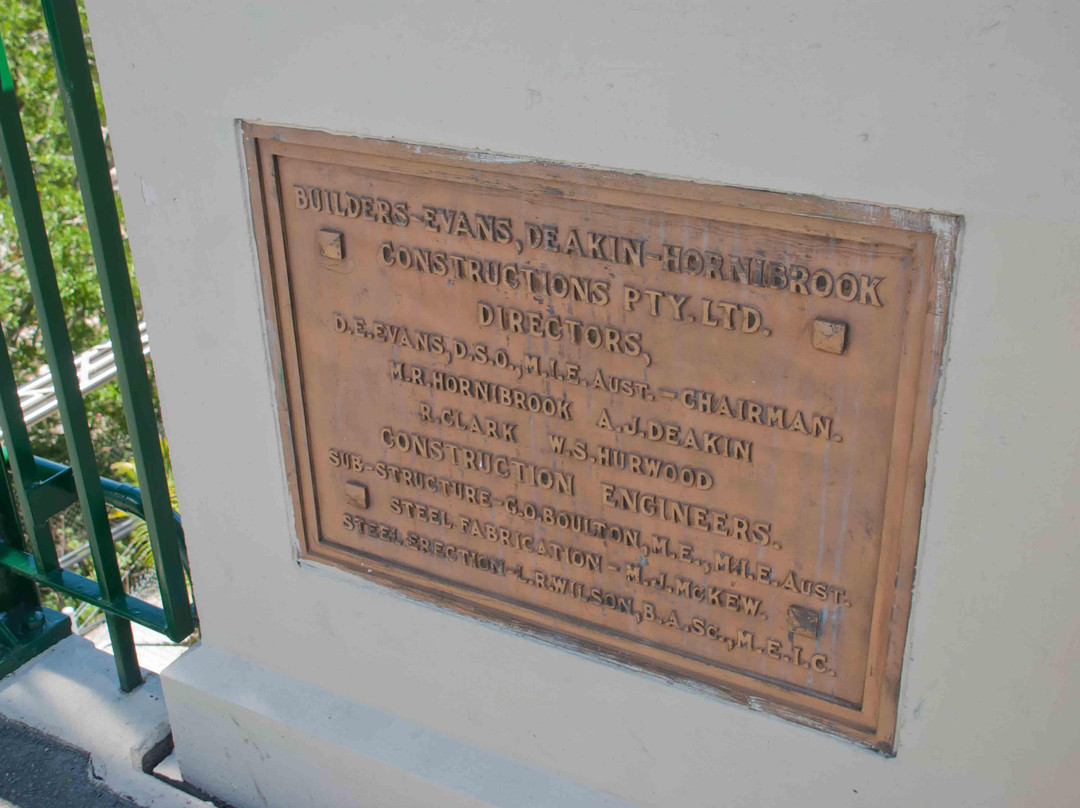 BUILDERS-EVANS, DEAKIN-HORNIBROOK
CONSTRUCTIONS PTY. LTD.
DIRECTORS,
D.E.EVANS, D.S.O., M.I.E. AUST. - CHAIRMAN.
M.R.HORNIBROOK A.J.DEAKIN
R.CLARK W.S.HURWOOD
CONSTRUCTION ENGINEERS.
SUB-STRUCTURE-G.O.BOULTON, M.E., M.I.E. AUST.
STEEL FABRICATION - H.J.MCKEW.
STEEL ERECTION-L.R.WILSON, B.A.SC., M.E.I.C.